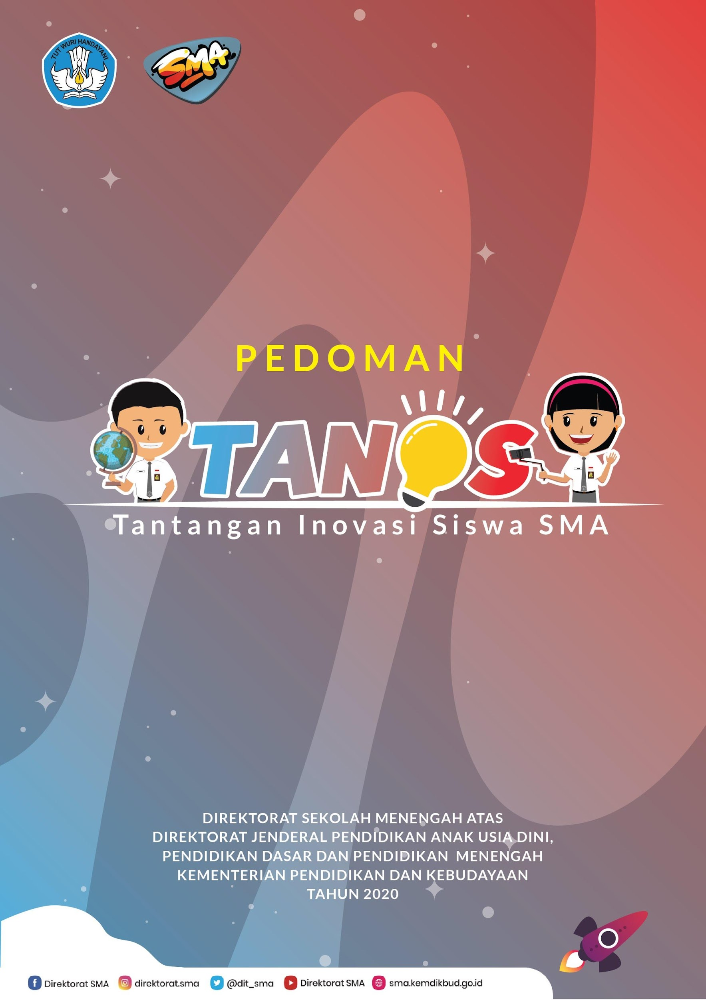 TUT WURI HANDAYANI
SMA
PEDOMAN
TANOS
Tantangan Inovasi Siswa SMA
DIREKTORAT SEKOLAH MENENGAH ATAS
DIREKTORAT JENDERAL PENDIDIKAN ANAK USIA DINI,
PENDIDIKAN DASAR DAN PENDIDIKAN MENENGAH
KEMENTERIAN PENDIDIKAN DAN KEBUDAYAAN
TAHUN 2020
Direktorat SMA direktorat.sma @dit_sma Direktorat SMA sma.kemdikbud.go.id